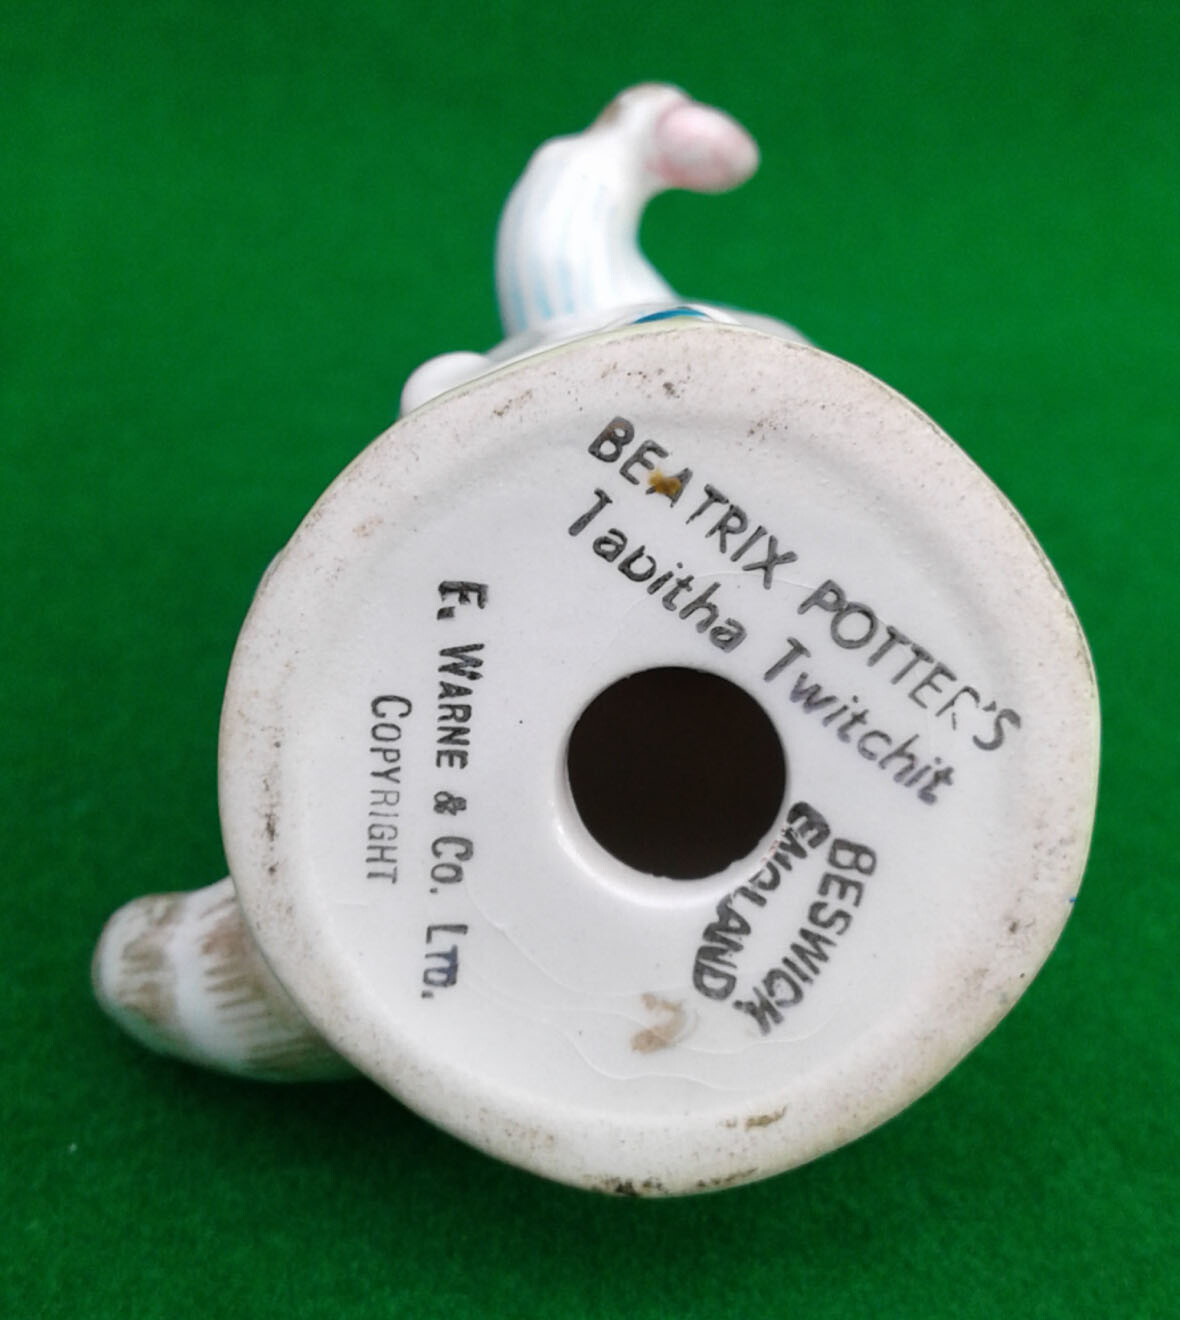 BEATRIX POTTER'S
Tabitha Twitchit
F. WARNE & CO. LTD.
COPYRIGHT
BESWICK
ENGLAND